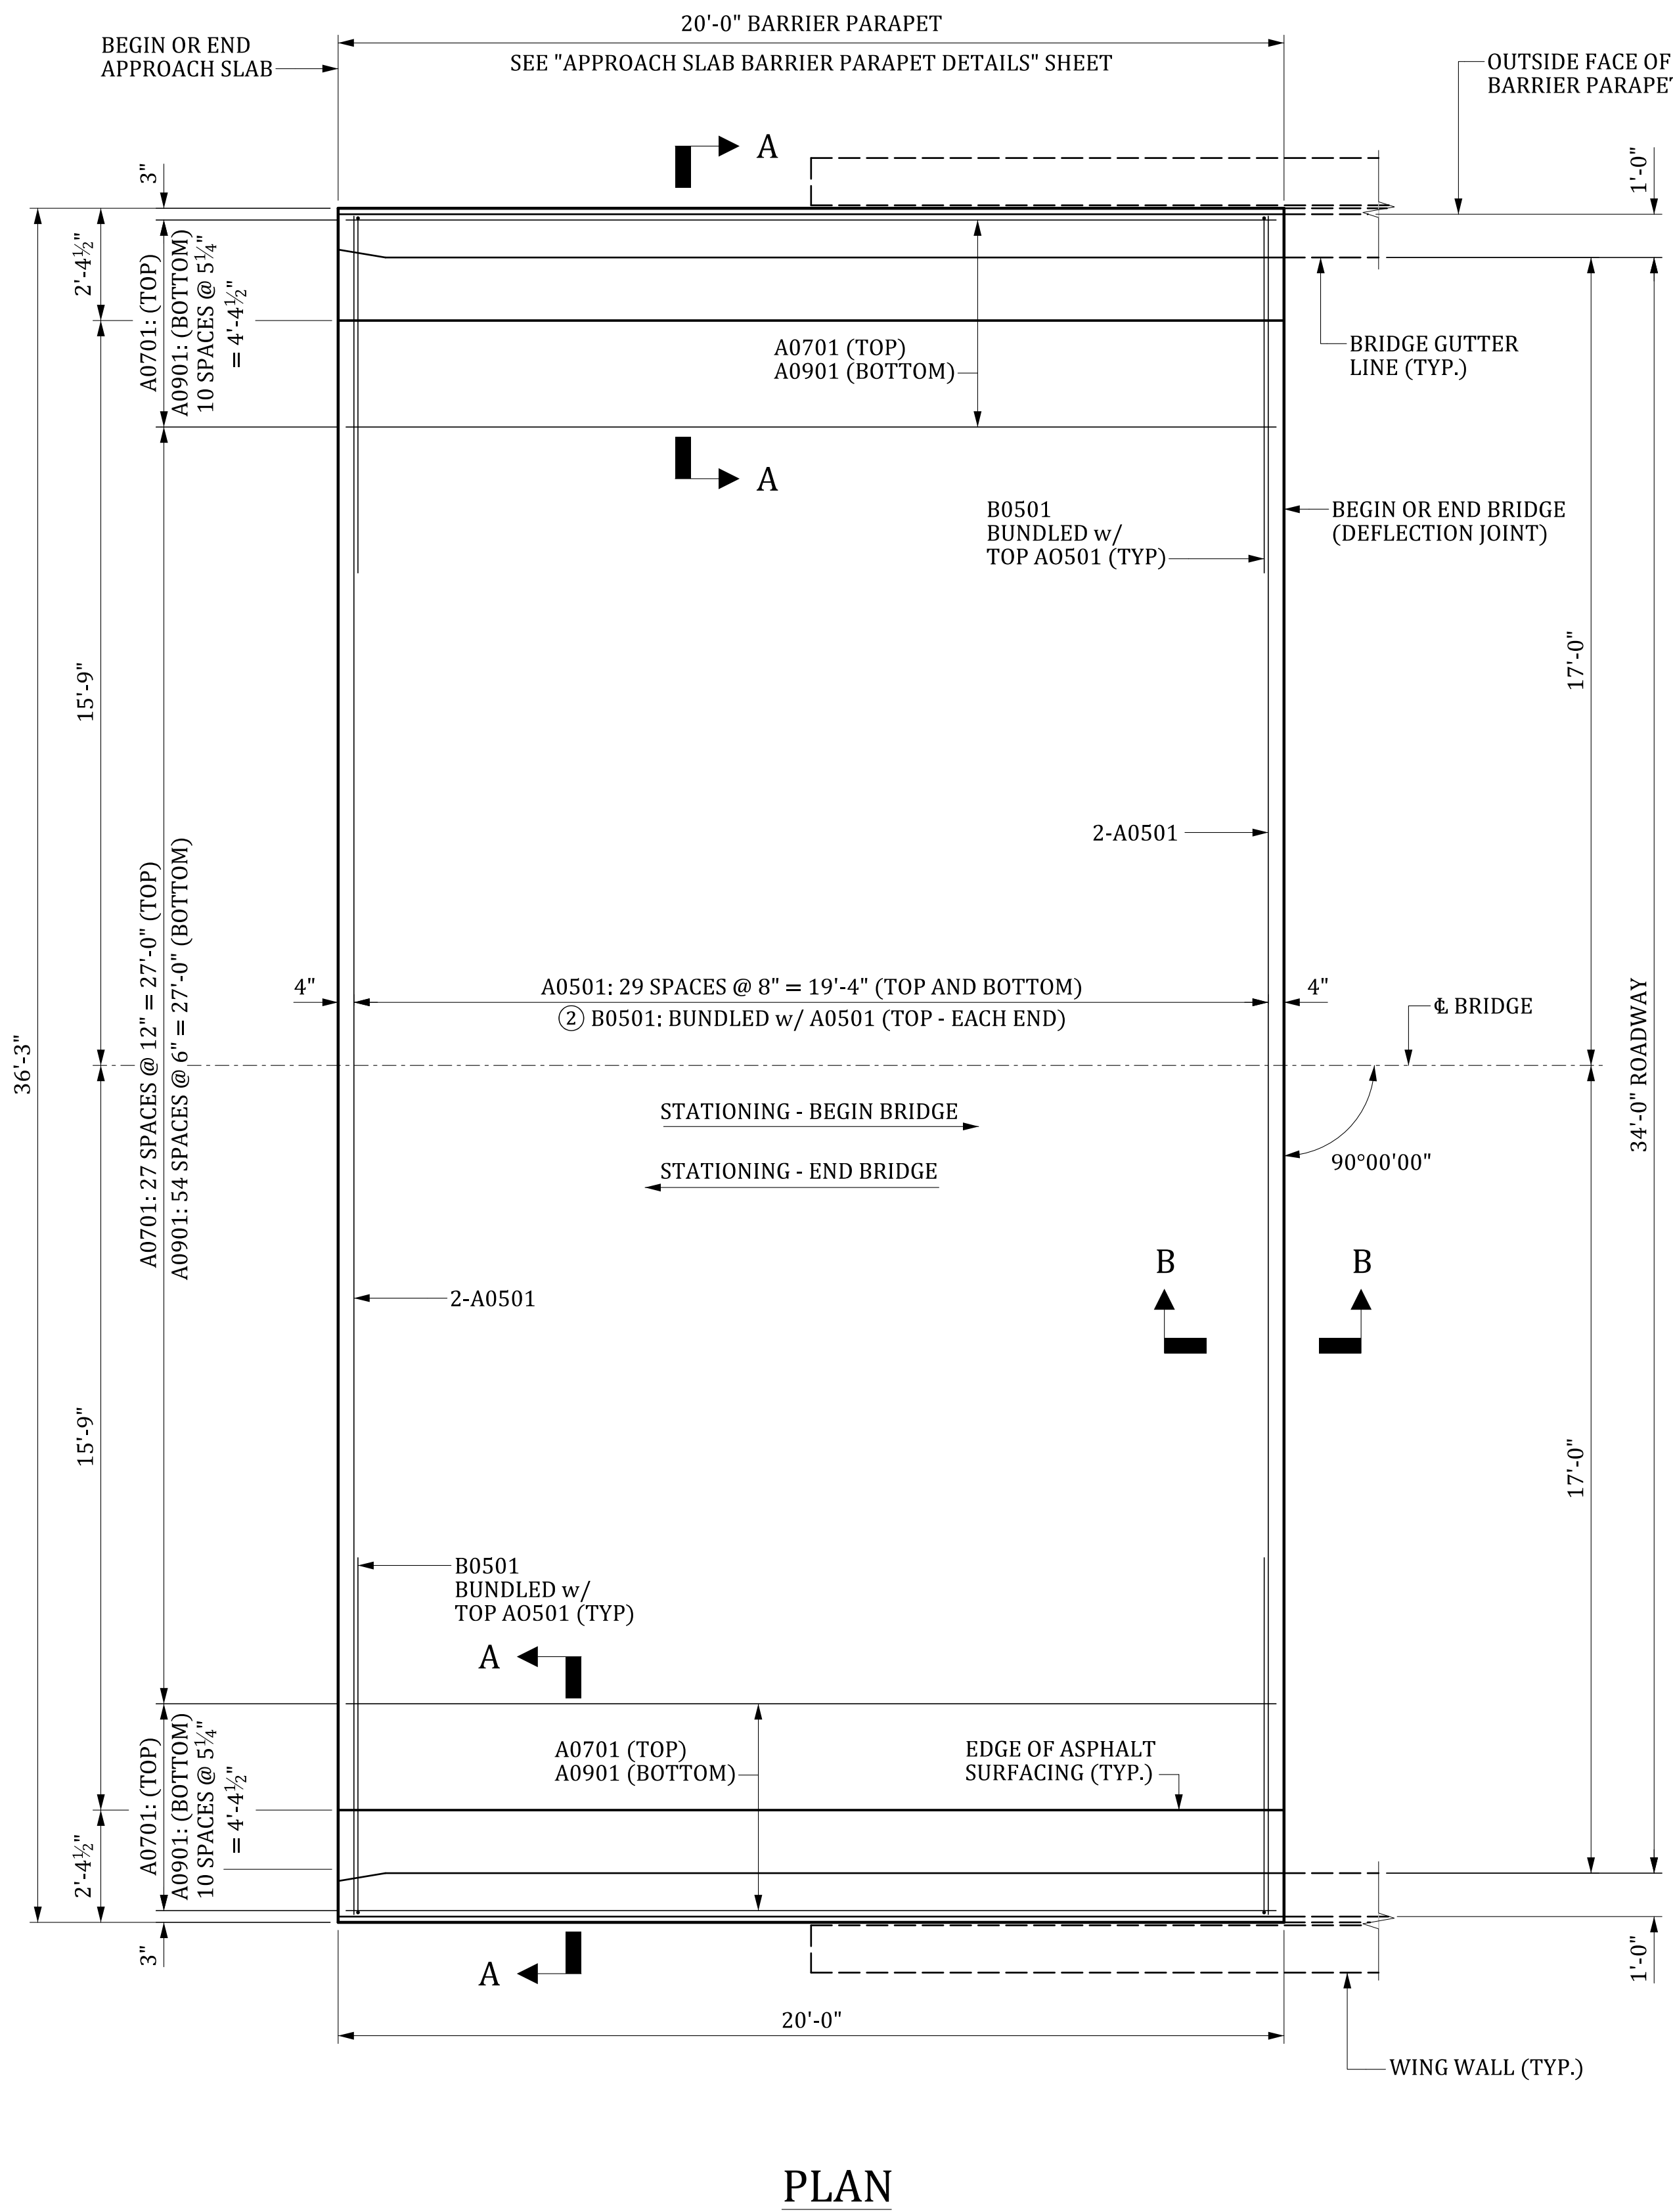 20'-0" BARRIER PARAPET
SEE "APPROACH SLAB BARRIER PARAPET DETAILS" SHEET
BEGIN OR END
APPROACH SLAB
OUTSIDE FACE OF
BARRIER PARAPET
A
3"
1'-0"
2'-4½"
A0701: (TOP)
A0901: (BOTTOM)
10 SPACES @ 5¼"
= 4'-4½"
A0701 (TOP)
A0901 (BOTTOM)
BRIDGE GUTTER
LINE (TYP.)
A
B0501
BUNDLED w/
TOP AO501 (TYP)
BEGIN OR END BRIDGE
(DEFLECTION JOINT)
15'-9"
17'-0"
2-A0501
36'-3"
A0701: 27 SPACES @ 12" = 27'-0" (TOP)
A0901: 54 SPACES @ 6" = 27'-0" (BOTTOM)
4"
A0501: 29 SPACES @ 8" = 19'-4" (TOP AND BOTTOM)
4"
② B0501: BUNDLED w/ A0501 (TOP - EACH END)
℄ BRIDGE
34'-0" ROADWAY
STATIONING - BEGIN BRIDGE
STATIONING - END BRIDGE
90°00'00"
B
B
2-A0501
15'-9"
17'-0"
B0501
BUNDLED w/
TOP AO501 (TYP)
A
A0701 (TOP)
A0901 (BOTTOM)
EDGE OF ASPHALT
SURFACING (TYP.)
A0701: (TOP)
A0901: (BOTTOM)
10 SPACES @ 5¼"
= 4'-4½"
2'-4½"
3"
1'-0"
A
20'-0"
WING WALL (TYP.)
PLAN